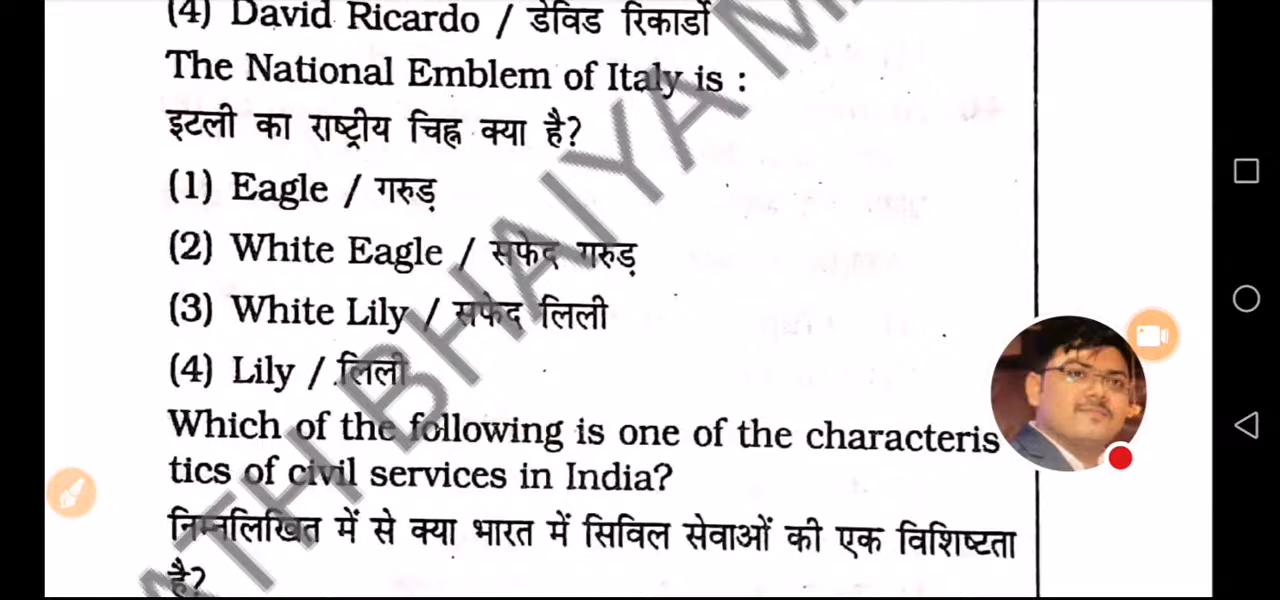 (4) David Ricardo / डेविड रिकार्डो
The National Emblem of Italy is :
इटली का राष्ट्रीय चिह्न क्या है?
(1) Eagle / गरुड़
(2) White Eagle / सफेद गरुड़
(3) White Lily / सफेद लिली
(4) Lily / लिली
Which of the following is one of the characteris
tics of civil services in India?
निम्नलिखित में से क्या भारत में सिविल सेवाओं की एक विशिष्टता
है?
ATH BHAIYA M